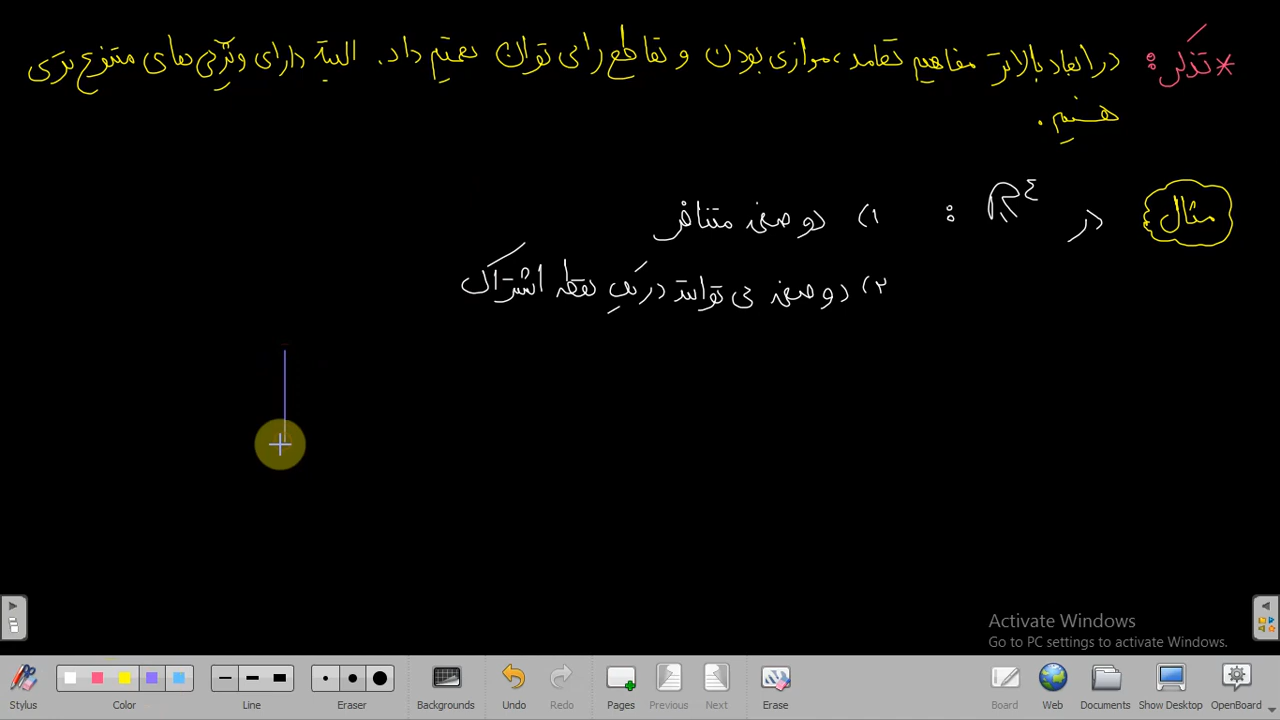 *تذکر: در ابعاد بالاتر مفاهیم تعامد، موازی بودن و تقاطع را می توان تعمیم داد. البته دارای ویژگی های متنوع تری
هستیم.
مثال در R⁴ : ۱) دو صفحه متنافر
۲) دو صفحه می توانند در یک نقطه اشتراک
Activate Windows
Go to PC settings to activate Windows.
Stylus Color Line Eraser Backgrounds Undo Redo Pages Previous Next Erase Board Web Documents Show Desktop OpenBoard